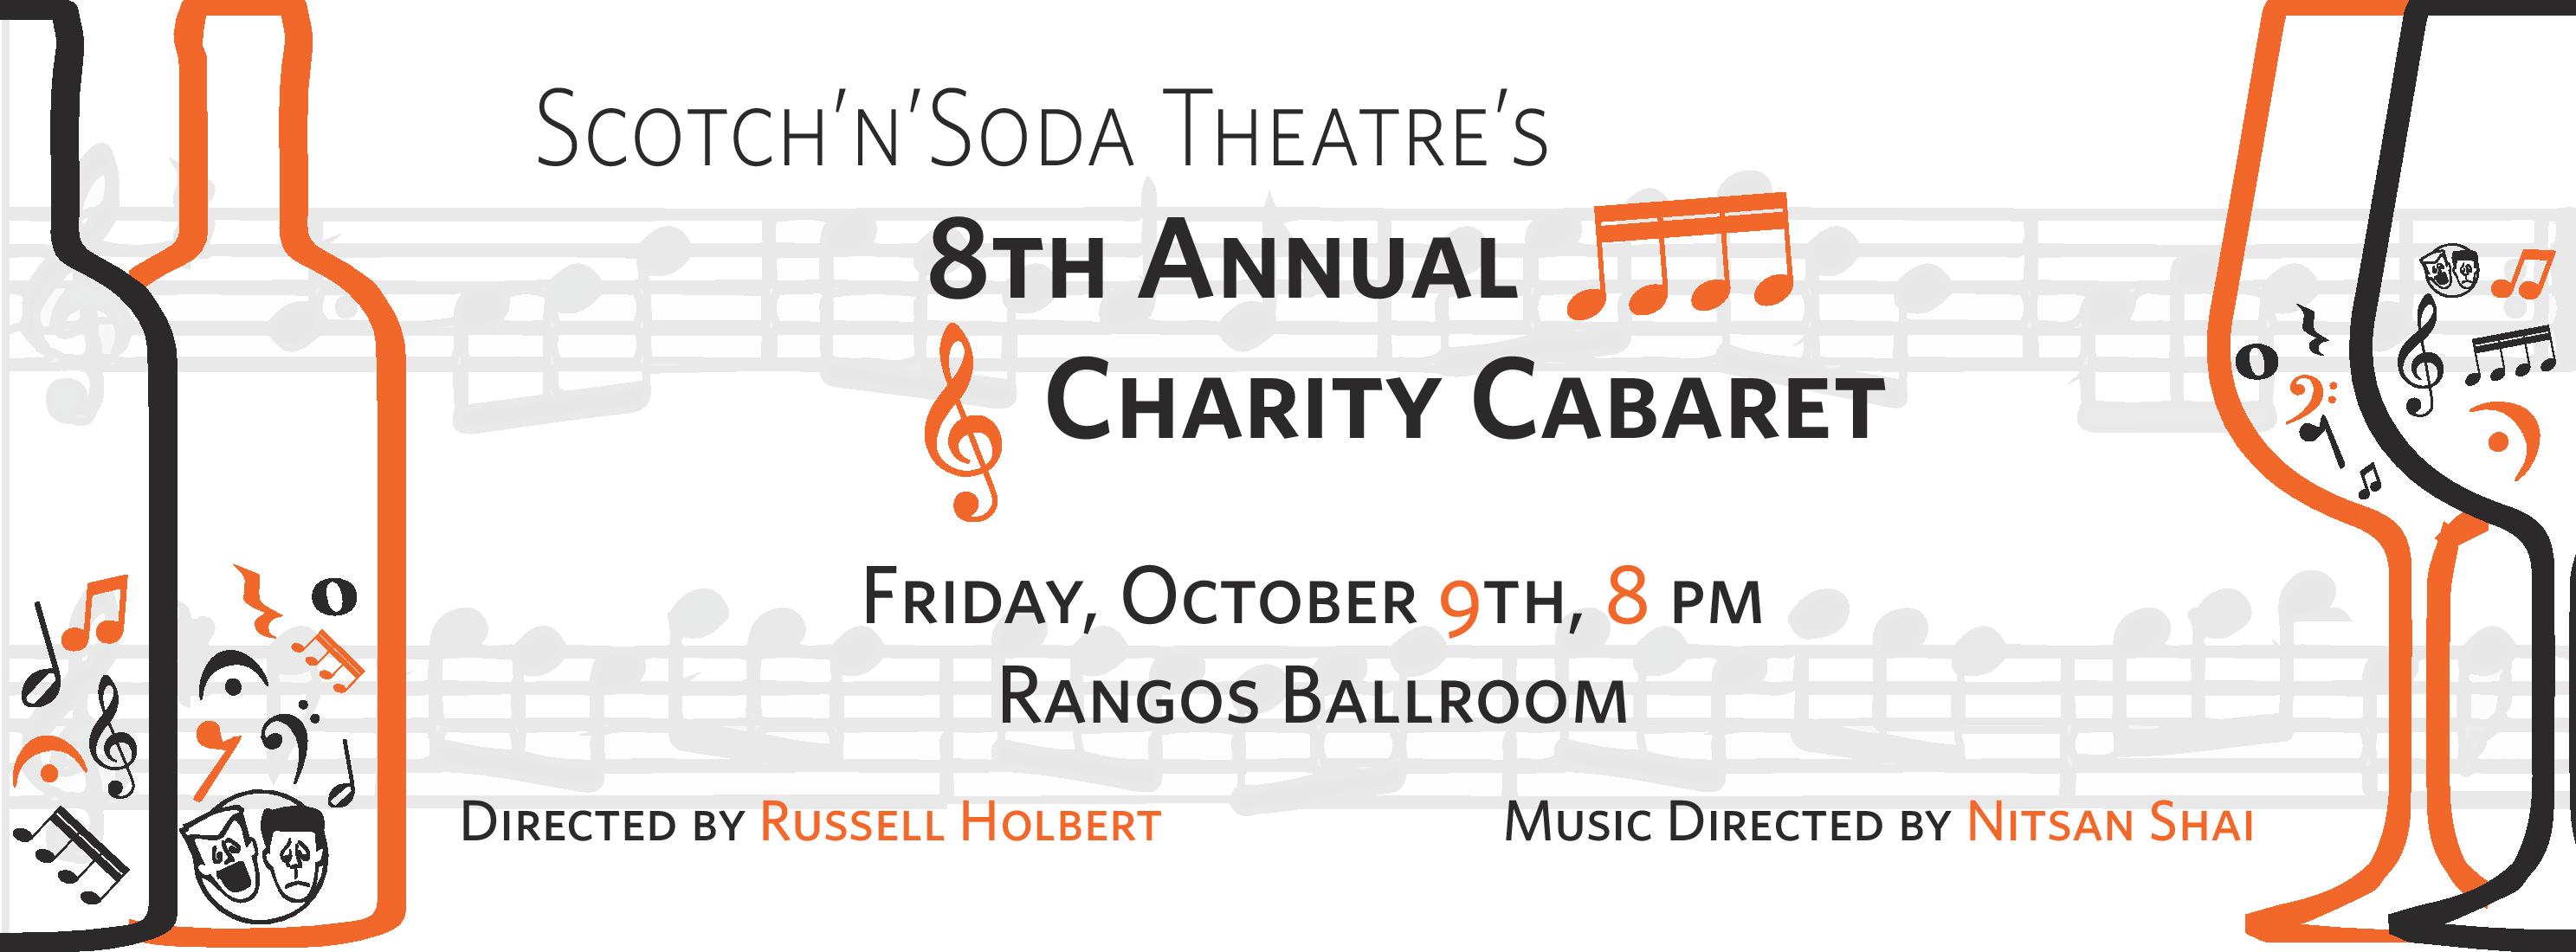 Scotch'n'Soda Theatre's
8th Annual
Charity Cabaret
Friday, October 9th, 8 pm
Rangos Ballroom
Directed by Russell Holbert
Music Directed by Nitsan Shai